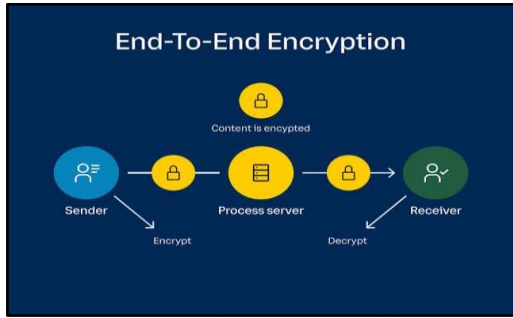 End-To-End Encryption
Content is encypted
Sender
Process server
Receiver
Encrypt
Decrypt